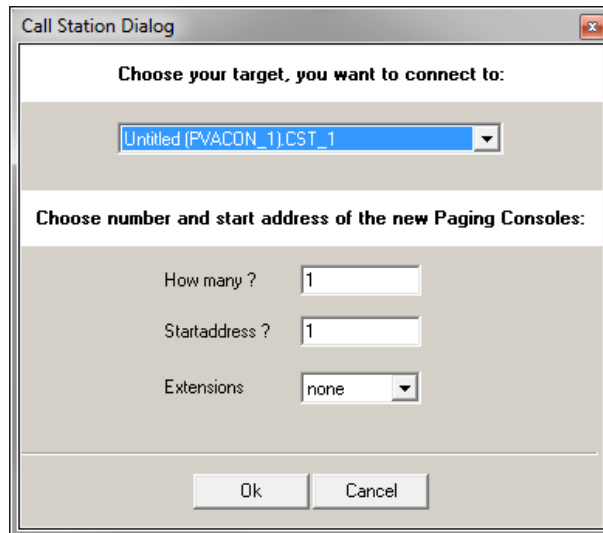 Call Station Dialog
Choose your target, you want to connect to:
Untitled (PVACON_1).CST_1
Choose number and start address of the new Paging Consoles:
How many ? 1
Startaddress ? 1
Extensions none
Ok Cancel